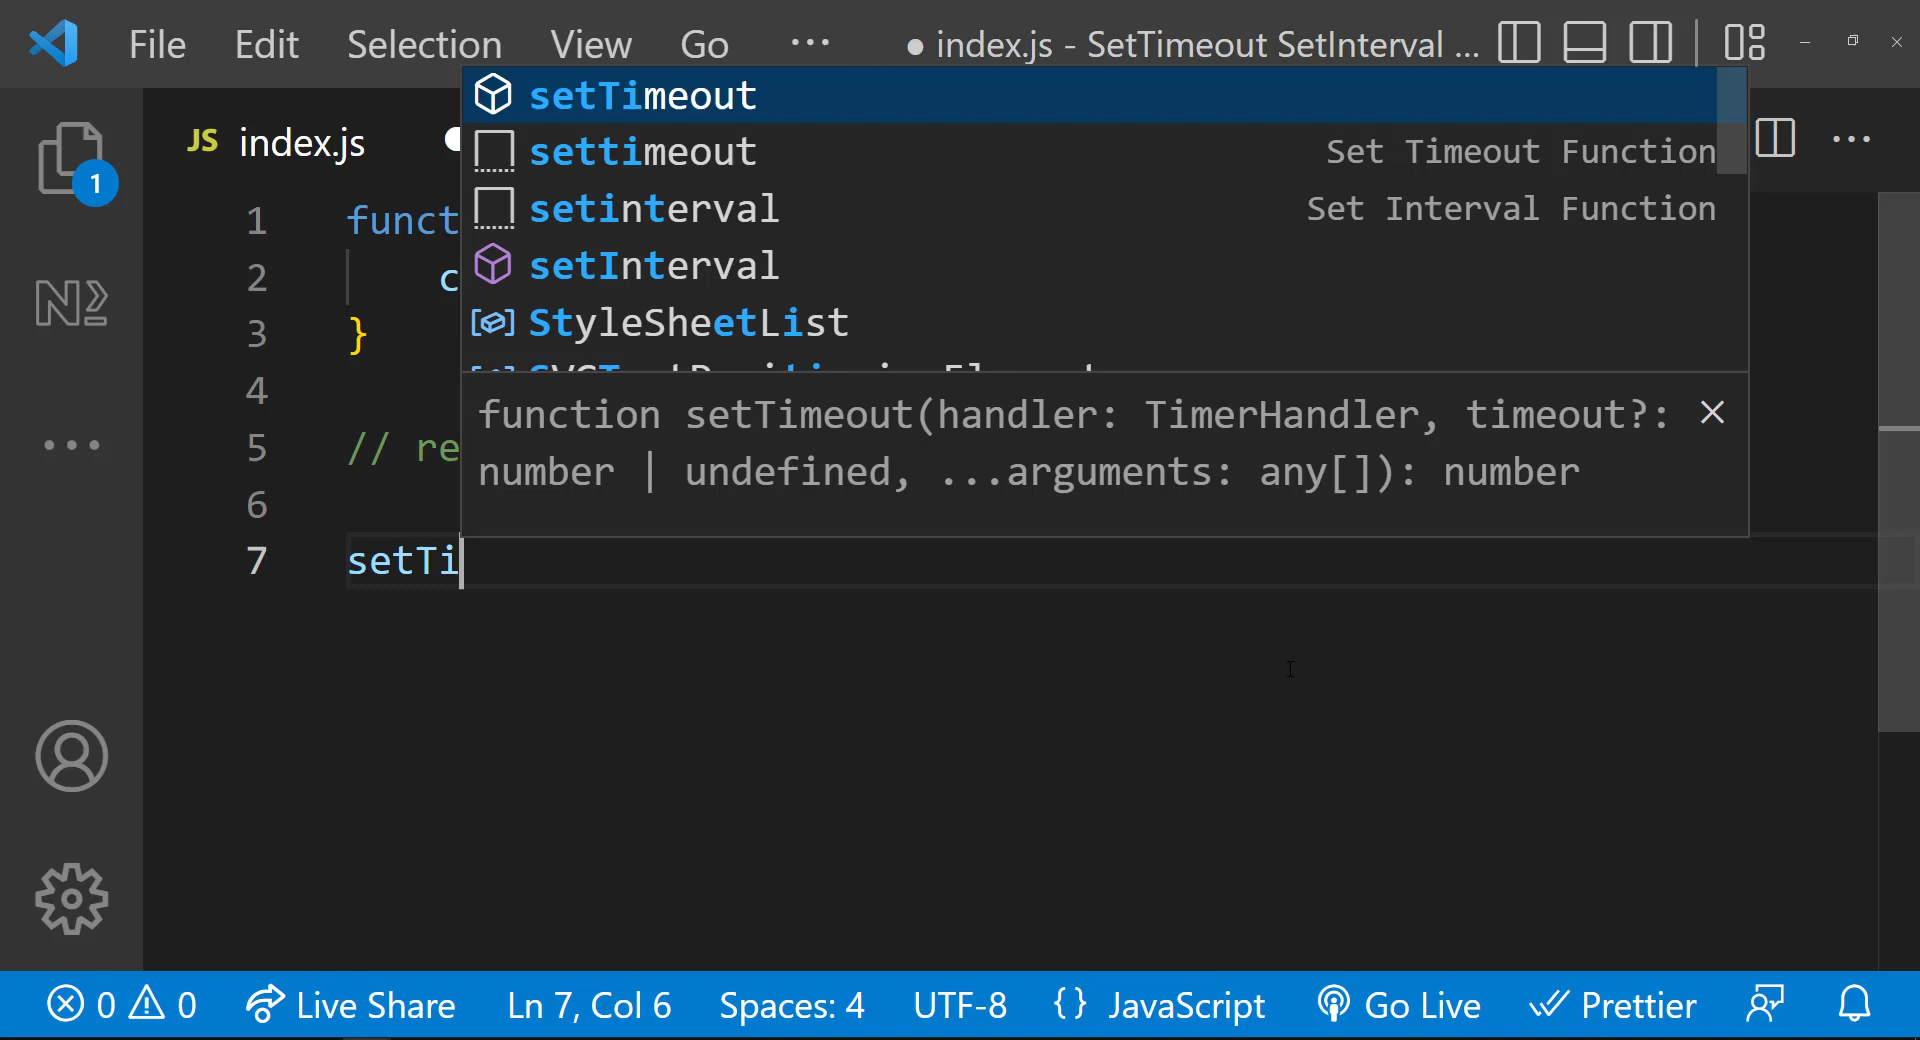 File Edit Selection View Go ··· ● index.js - SetTimeout SetInterval ...
JS index.js
setTimeout
settimeout Set Timeout Function
setinterval Set Interval Function
setInterval
StyleSheetList
function setTimeout(handler: TimerHandler, timeout?:
number | undefined, ...arguments: any[]): number
1
1 funct
2 c
3 }
4
5 // re
6
7 setTi
0 0 Live Share Ln 7, Col 6 Spaces: 4 UTF-8 {} JavaScript Go Live Prettier